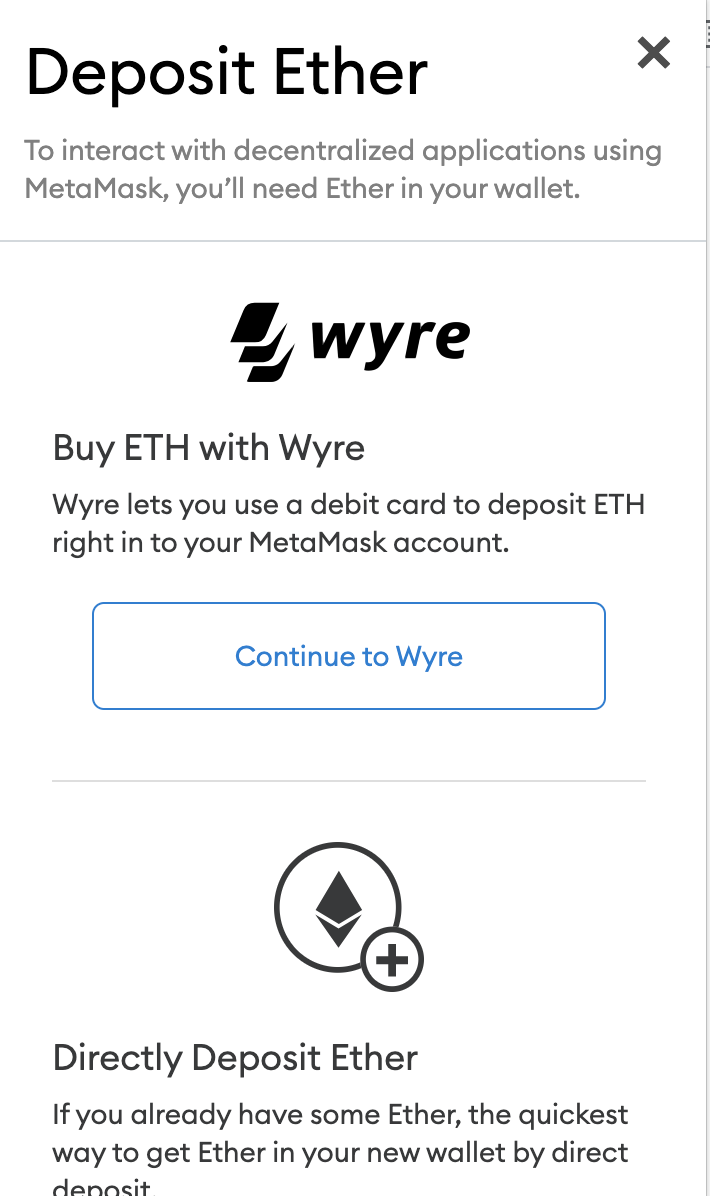 Deposit Ether
To interact with decentralized applications using
MetaMask, you’ll need Ether in your wallet.
wyre
Buy ETH with Wyre
Wyre lets you use a debit card to deposit ETH
right in to your MetaMask account.
Continue to Wyre
Directly Deposit Ether
If you already have some Ether, the quickest
way to get Ether in your new wallet by direct
deposit.